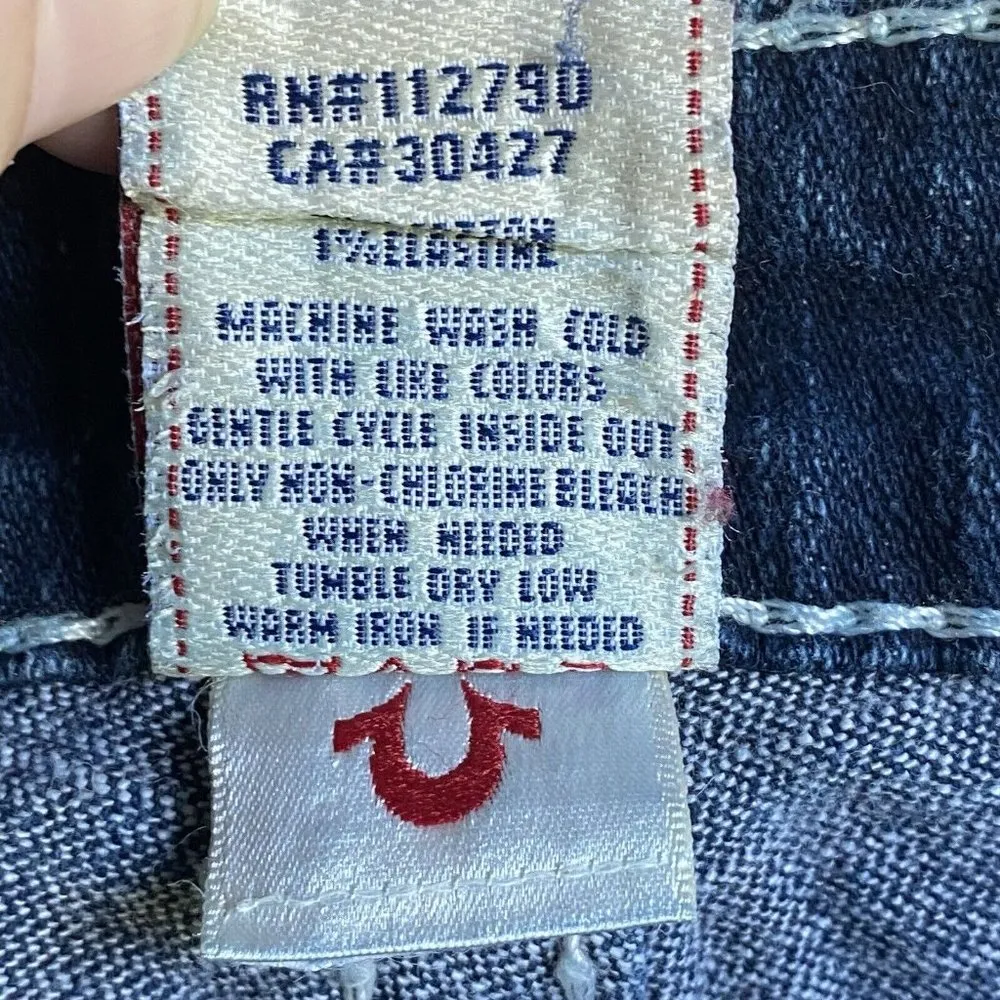 RN#112790
CA#30427
1%ELASTINE
MACHINE WASH COLD
WITH LIKE COLORS
GENTLE CYCLE INSIDE OUT
ONLY NON-CHLORINE BLEACH
WHEN NEEDED
TUMBLE DRY LOW
WARM IRON IF NEEDED